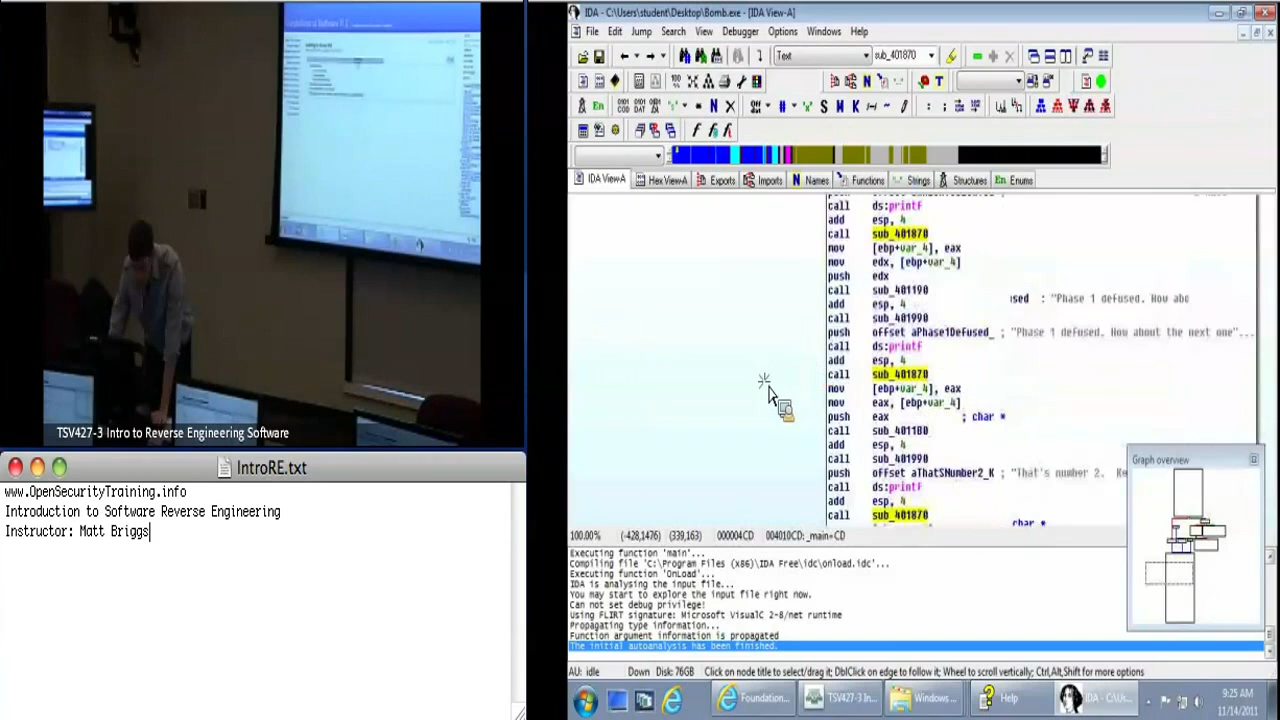 TSV427-3 Intro to Reverse Engineering Software
IntroRE.txt
www.OpenSecurityTraining.info
Introduction to Software Reverse Engineering
Instructor: Matt Briggs
IDA - C:\Users\student\Desktop\Bomb.exe - [IDA View-A]
File Edit Jump Search View Debugger Options Windows Help
Text sub_401870
IDA View-A Hex View-A Exports Imports Names Functions Strings Structures En Enums
call ds:printf
add esp, 4
call sub_401870
mov [ebp+var_4], eax
mov edx, [ebp+var_4]
push edx
call sub_401190
used : "Phase 1 defused. How abo
add esp, 4
call sub_401990
push offset aPhase1Defused_ ; "Phase 1 defused. How about the next one"...
call ds:printf
add esp, 4
call sub_401870
mov [ebp+var_4], eax
mov eax, [ebp+var_4]
push eax ; char *
call sub_4011D0
add esp, 4
call sub_401990
push offset aThatSNumber2_K ; "That's number 2. Ke
call ds:printf
add esp, 4
call sub_401870
char *
Graph overview
100.00% (-428,1476) (339,163) 000004CD 004010CD: _main+CD
Executing function 'main'...
Compiling file 'C:\Program Files (x86)\IDA Free\idc\onload.idc'...
Executing function 'OnLoad'...
IDA is analysing the input file...
You may start to explore the input file right now.
Can not set debug privilege!
Using FLIRT signature: Microsoft VisualC 2-8/net runtime
Propagating type information...
Function argument information is propagated
The initial autoanalysis has been finished.
AU: idle Down Disk: 76GB Click on node title to select/drag it; DblClick on edge to follow it; Wheel to scroll vertically; Ctrl,Alt,Shift for more options
Foundation... TSV427-3 In... Windows... Help IDA - C:\Us...
9:25 AM
11/14/2011